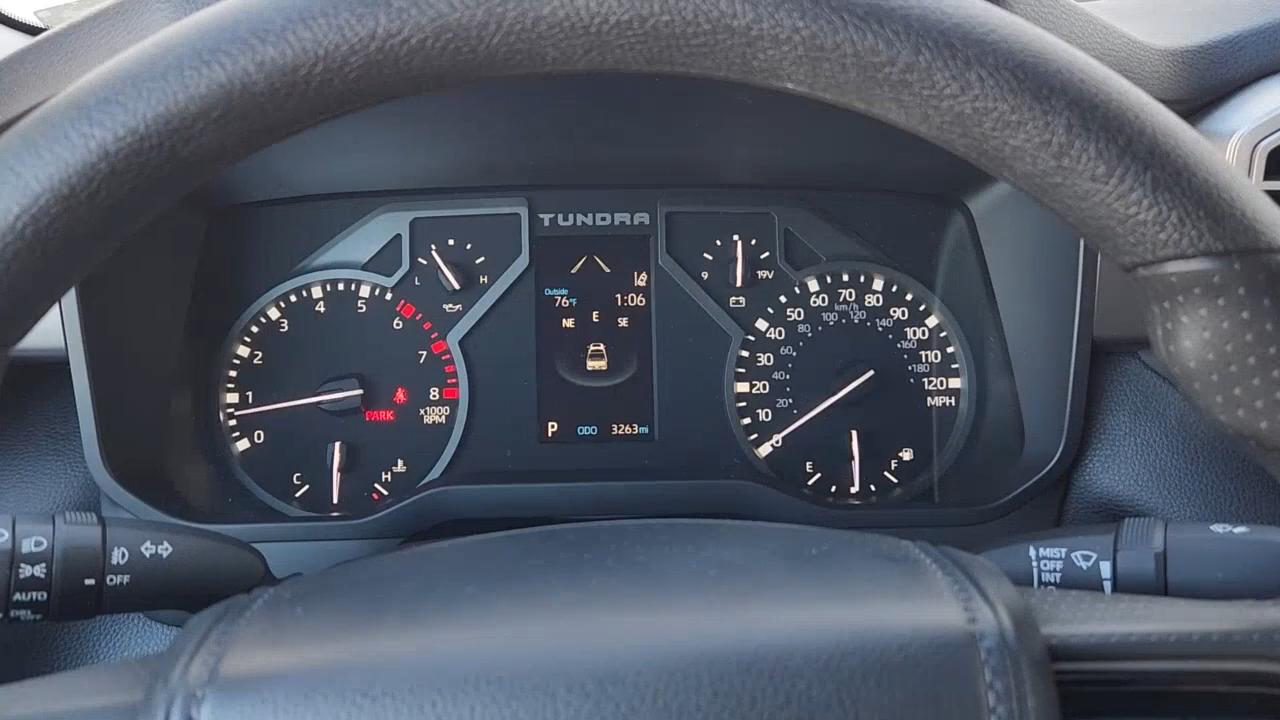 TUNDRA
L H
0 1 2 3 4 5 6 7 8
x1000
RPM
PARK
C H
Outside
76°F
1:06
NE E SE
P ODO 3263mi
9 19V
0 10 20 30 40 50 60 70 80 90 100 110 120
MPH
km/h
20 40 60 80 100 120 140 160 180
E F
OFF
AUTO
MIST
OFF
INT